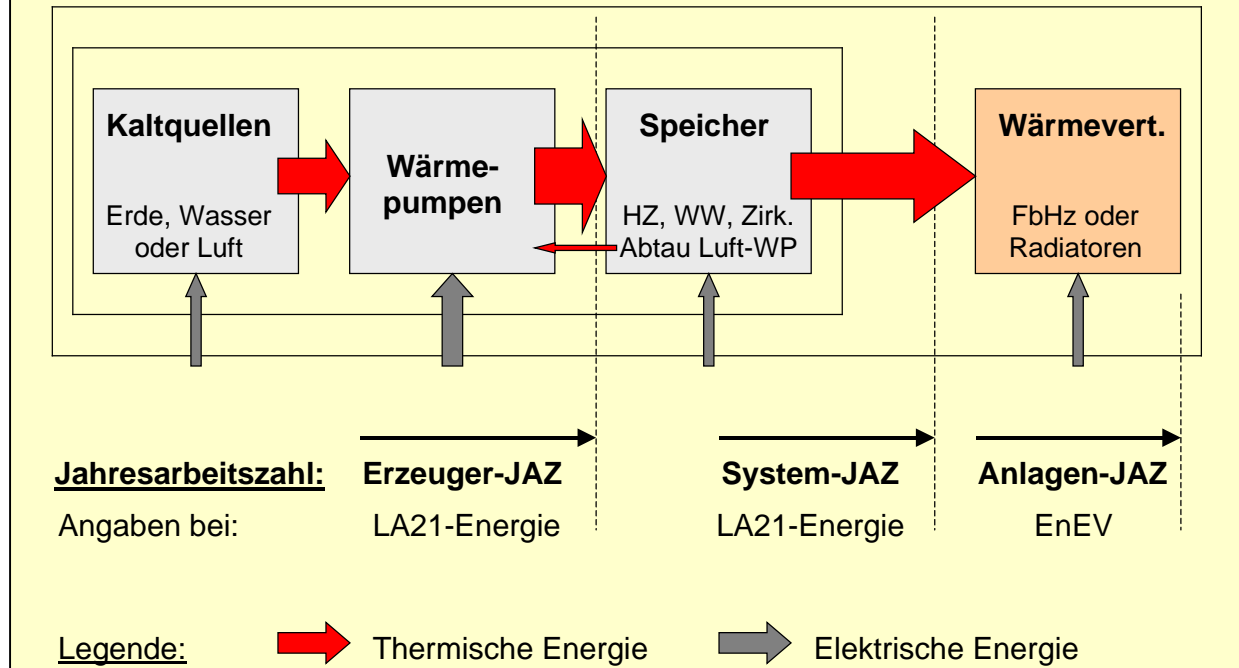 Kaltquellen
Erde, Wasser
oder Luft
Wärme-
pumpen
Speicher
HZ, WW, Zirk.
Abtau Luft-WP
Wärmevert.
FbHz oder
Radiatoren
Jahresarbeitszahl: Erzeuger-JAZ System-JAZ Anlagen-JAZ
Angaben bei: LA21-Energie LA21-Energie EnEV
Legende: Thermische Energie Elektrische Energie